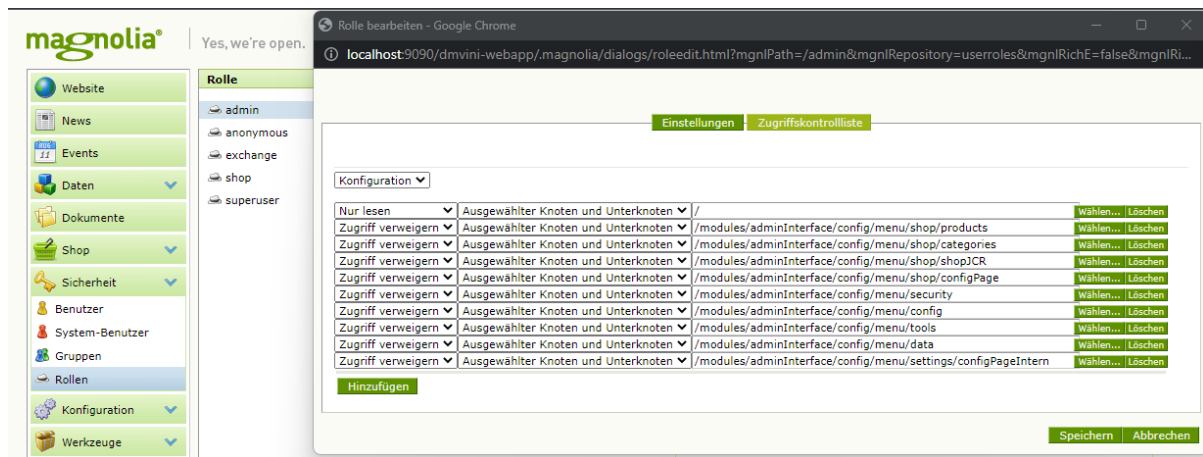 magnolia®
Yes, we're open.
Website
News
AUG
11
Events
Daten
Dokumente
Shop
Sicherheit
Benutzer
System-Benutzer
Gruppen
Rollen
Konfiguration
Werkzeuge
Rolle
admin
anonymous
exchange
shop
superuser
Rolle bearbeiten - Google Chrome
localhost:9090/dmvini-webapp/.magnolia/dialogs/roleedit.html?mgnlPath=/admin&mgnlRepository=userroles&mgnlRichE=false&mgnlRi...
Einstellungen Zugriffskontrollliste
Konfiguration
Nur lesen Ausgewählter Knoten und Unterknoten / Wählen... Löschen
Zugriff verweigern Ausgewählter Knoten und Unterknoten /modules/adminInterface/config/menu/shop/products Wählen... Löschen
Zugriff verweigern Ausgewählter Knoten und Unterknoten /modules/adminInterface/config/menu/shop/categories Wählen... Löschen
Zugriff verweigern Ausgewählter Knoten und Unterknoten /modules/adminInterface/config/menu/shop/shopJCR Wählen... Löschen
Zugriff verweigern Ausgewählter Knoten und Unterknoten /modules/adminInterface/config/menu/shop/configPage Wählen... Löschen
Zugriff verweigern Ausgewählter Knoten und Unterknoten /modules/adminInterface/config/menu/security Wählen... Löschen
Zugriff verweigern Ausgewählter Knoten und Unterknoten /modules/adminInterface/config/menu/config Wählen... Löschen
Zugriff verweigern Ausgewählter Knoten und Unterknoten /modules/adminInterface/config/menu/tools Wählen... Löschen
Zugriff verweigern Ausgewählter Knoten und Unterknoten /modules/adminInterface/config/menu/data Wählen... Löschen
Zugriff verweigern Ausgewählter Knoten und Unterknoten /modules/adminInterface/config/menu/settings/configPageIntern Wählen... Löschen
Hinzufügen
Speichern Abbrechen